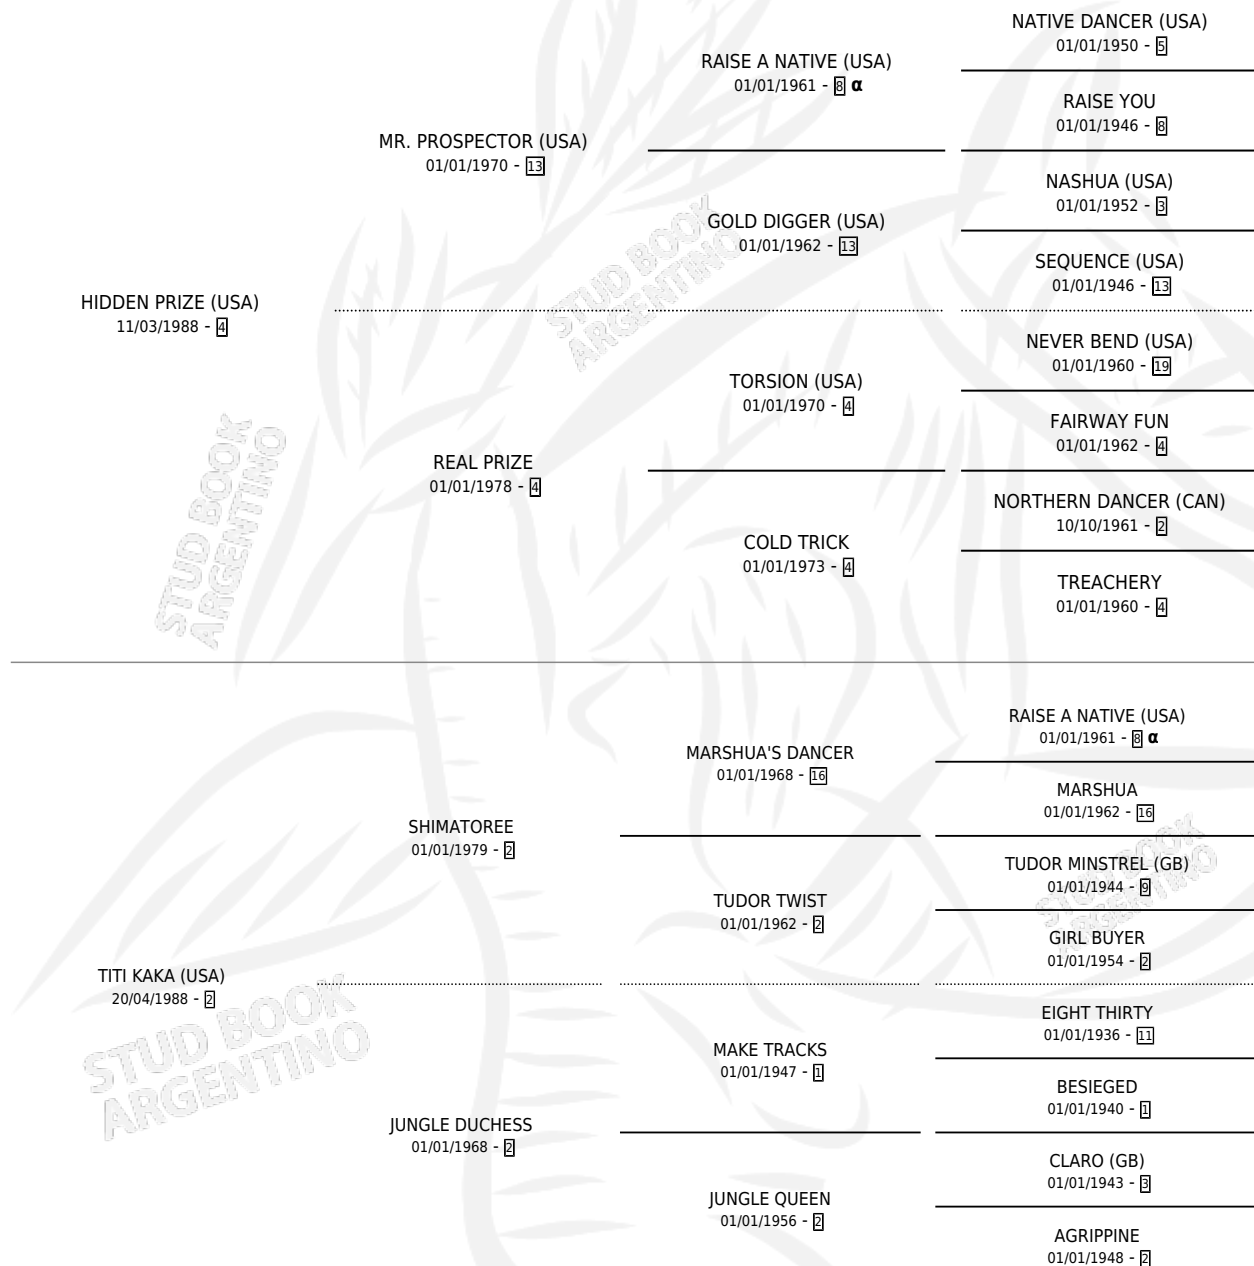 NATIVE DANCER (USA)
01/01/1950 - 5
RAISE A NATIVE (USA)
01/01/1961 - 8 α
RAISE YOU
01/01/1946 - 8
MR. PROSPECTOR (USA)
01/01/1970 - 13
NASHUA (USA)
01/01/1952 - 3
GOLD DIGGER (USA)
01/01/1962 - 13
SEQUENCE (USA)
01/01/1946 - 13
HIDDEN PRIZE (USA)
11/03/1988 - 4
NEVER BEND (USA)
01/01/1960 - 19
TORSION (USA)
01/01/1970 - 4
FAIRWAY FUN
01/01/1962 - 4
REAL PRIZE
01/01/1978 - 4
NORTHERN DANCER (CAN)
10/10/1961 - 2
COLD TRICK
01/01/1973 - 4
TREACHERY
01/01/1960 - 4
RAISE A NATIVE (USA)
01/01/1961 - 8 α
MARSHUA'S DANCER
01/01/1968 - 16
MARSHUA
01/01/1962 - 16
SHIMATOREE
01/01/1979 - 2
TUDOR MINSTREL (GB)
01/01/1944 - 9
TUDOR TWIST
01/01/1962 - 2
GIRL BUYER
01/01/1954 - 2
TITI KAKA (USA)
20/04/1988 - 2
EIGHT THIRTY
01/01/1936 - 11
MAKE TRACKS
01/01/1947 - 1
BESIEGED
01/01/1940 - 1
JUNGLE DUCHESS
01/01/1968 - 2
CLARO (GB)
01/01/1943 - 3
JUNGLE QUEEN
01/01/1956 - 2
AGRIPPINE
01/01/1948 - 2
STUD BOOK
ARGENTINO
STUD BOOK
ARGENTINO
STUD BOOK
ARGENTINO
STUD BOOK
ARGENTINO